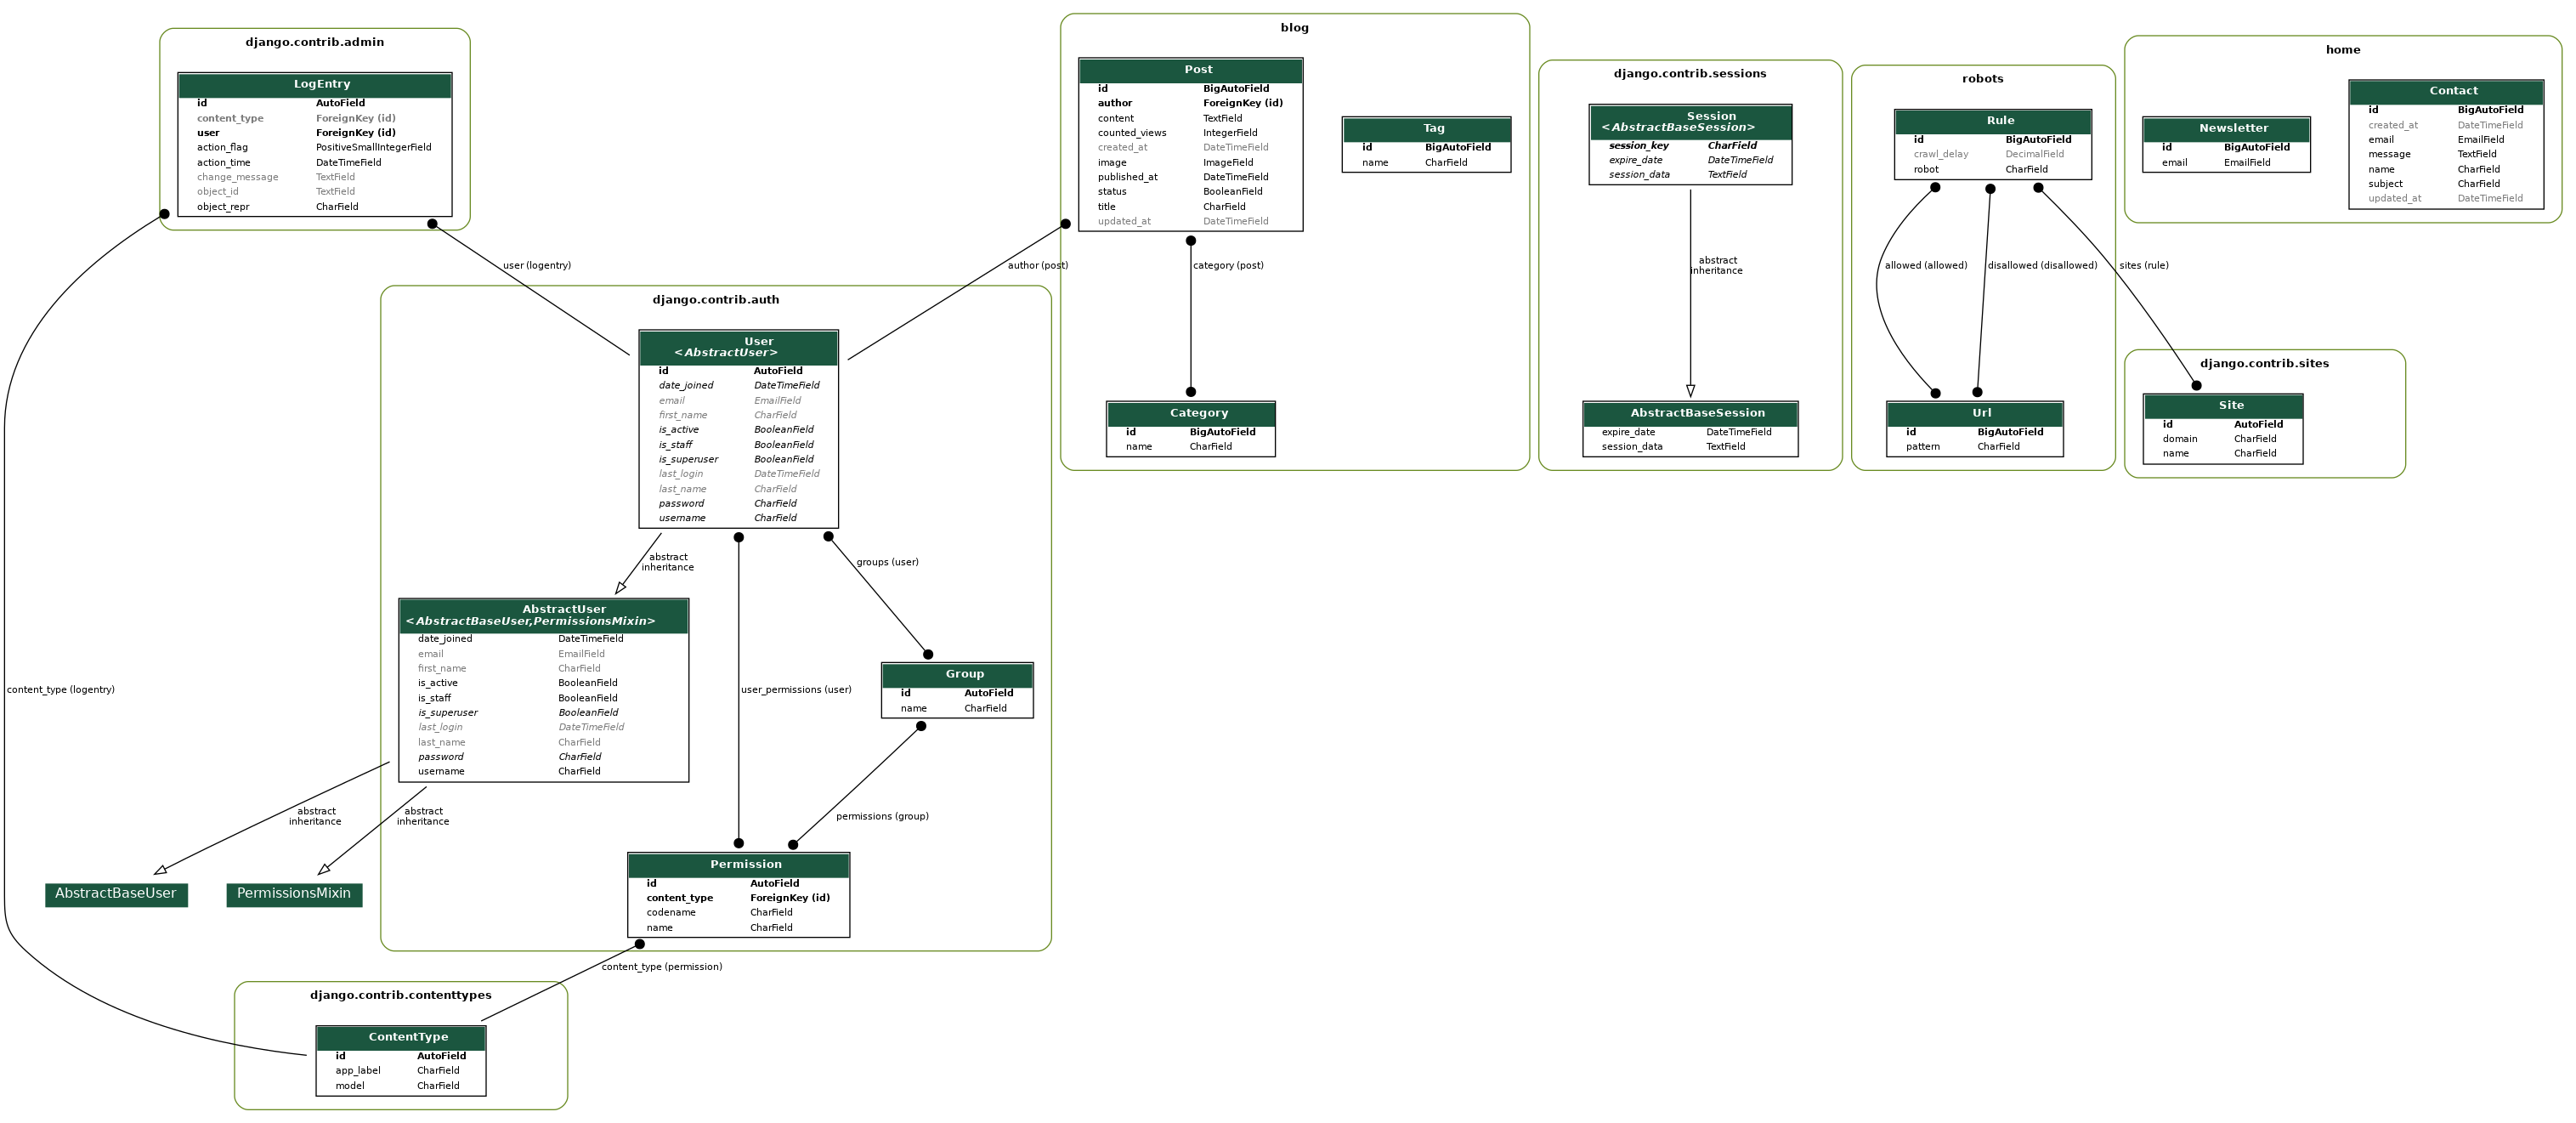 django.contrib.admin
LogEntry
id AutoField
content_type ForeignKey (id)
user ForeignKey (id)
action_flag PositiveSmallIntegerField
action_time DateTimeField
change_message TextField
object_id TextField
object_repr CharField
blog
Post
id BigAutoField
author ForeignKey (id)
content TextField
counted_views IntegerField
created_at DateTimeField
image ImageField
published_at DateTimeField
status BooleanField
title CharField
updated_at DateTimeField
Tag
id BigAutoField
name CharField
django.contrib.sessions
Session
<AbstractBaseSession>
session_key CharField
expire_date DateTimeField
session_data TextField
robots
Rule
id BigAutoField
crawl_delay DecimalField
robot CharField
home
Newsletter
id BigAutoField
email EmailField
Contact
id BigAutoField
created_at DateTimeField
email EmailField
message TextField
name CharField
subject CharField
updated_at DateTimeField
user (logentry)
author (post)
category (post)
abstract
inheritance
allowed (allowed)
disallowed (disallowed)
sites (rule)
django.contrib.auth
User
<AbstractUser>
id AutoField
date_joined DateTimeField
email EmailField
first_name CharField
is_active BooleanField
is_staff BooleanField
is_superuser BooleanField
last_login DateTimeField
last_name CharField
password CharField
username CharField
Category
id BigAutoField
name CharField
AbstractBaseSession
expire_date DateTimeField
session_data TextField
Url
id BigAutoField
pattern CharField
django.contrib.sites
Site
id AutoField
domain CharField
name CharField
abstract
inheritance
groups (user)
AbstractUser
<AbstractBaseUser,PermissionsMixin>
date_joined DateTimeField
email EmailField
first_name CharField
is_active BooleanField
is_staff BooleanField
is_superuser BooleanField
last_login DateTimeField
last_name CharField
password CharField
username CharField
content_type (logentry)
user_permissions (user)
Group
id AutoField
name CharField
abstract
inheritance
abstract
inheritance
permissions (group)
AbstractBaseUser
PermissionsMixin
Permission
id AutoField
content_type ForeignKey (id)
codename CharField
name CharField
content_type (permission)
django.contrib.contenttypes
ContentType
id AutoField
app_label CharField
model CharField